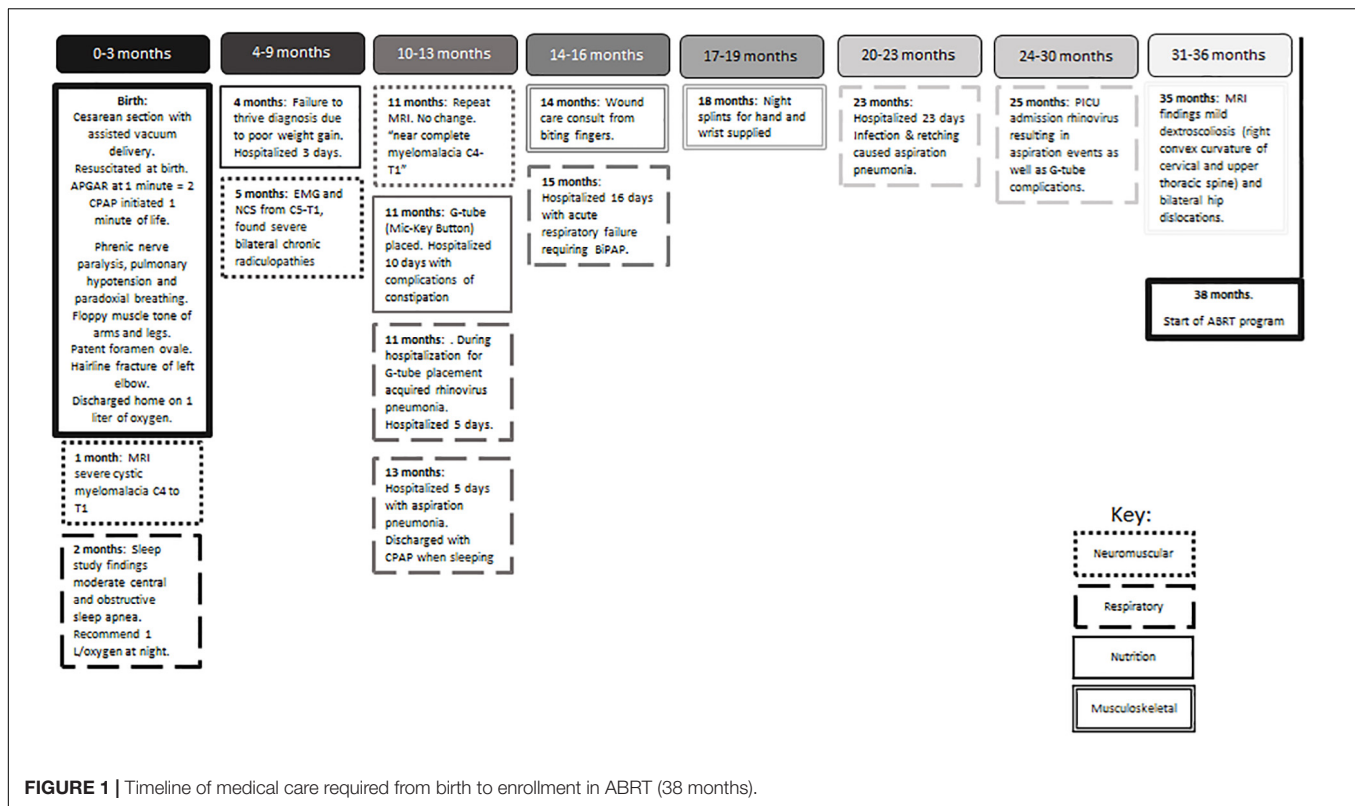 0-3 months
Birth:
Cesarean section with
assisted vacuum
delivery.
Resuscitated at birth.
APGAR at 1 minute = 2
CPAP initiated 1
minute of life.
Phrenic nerve
paralysis, pulmonary
hypotension and
paradoxial breathing.
Floppy muscle tone of
arms and legs.
Patent foramen ovale.
Hairline fracture of left
elbow.
Discharged home on 1
liter of oxygen.
1 month: MRI
severe cystic
myelomalacia C4 to
T1
2 months: Sleep
study findings
moderate central
and obstructive
sleep apnea.
Recommend 1
L/oxygen at night.
4-9 months
4 months: Failure to
thrive diagnosis due
to poor weight gain.
Hospitalized 3 days.
5 months: EMG and
NCS from C5-T1,
found severe
bilateral chronic
radiculopathies
10-13 months
11 months: Repeat
MRI. No change.
"near complete
myelomalacia C4-
T1"
11 months: G-tube
(Mic-Key Button)
placed. Hospitalized
10 days with
complications of
constipation
11 months: . During
hospitalization for
G-tube placement
acquired rhinovirus
pneumonia.
Hospitalized 5 days.
13 months:
Hospitalized 5 days
with aspiration
pneumonia.
Discharged with
CPAP when sleeping
14-16 months
14 months: Wound
care consult from
biting fingers.
15 months:
Hospitalized 16 days
with acute
respiratory failure
requiring BiPAP.
17-19 months
18 months: Night
splints for hand and
wrist supplied
20-23 months
23 months:
Hospitalized 23 days
Infection & retching
caused aspiration
pneumonia.
24-30 months
25 months: PICU
admission rhinovirus
resulting in
aspiration events as
well as G-tube
complications.
31-36 months
35 months: MRI
findings mild
dextroscoliosis (right
convex curvature of
cervical and upper
thoracic spine) and
bilateral hip
dislocations.
38 months.
Start of ABRT program
Key:
Neuromuscular
Respiratory
Nutrition
Musculoskeletal
FIGURE 1 | Timeline of medical care required from birth to enrollment in ABRT (38 months).